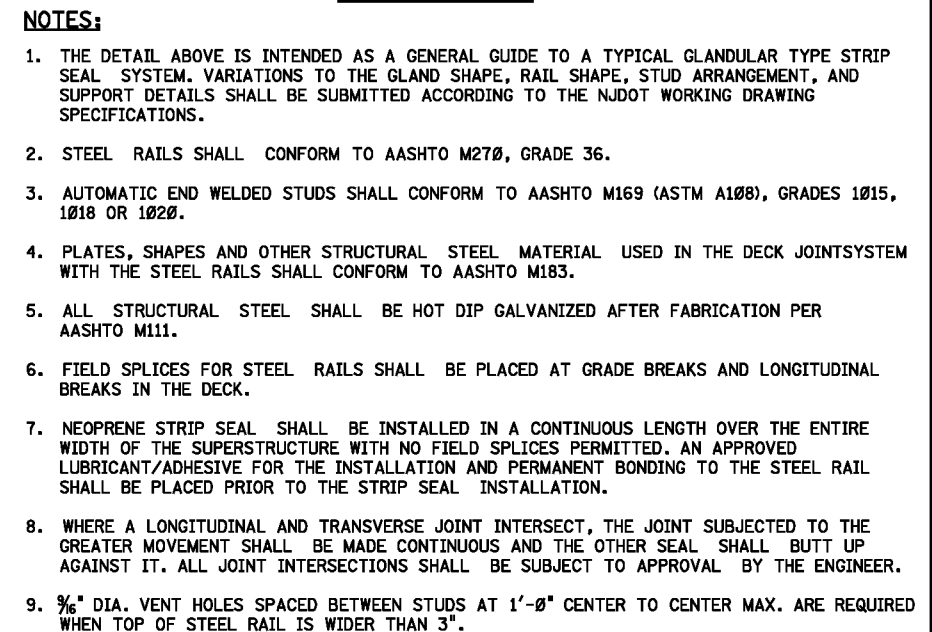 NOTES:
1. THE DETAIL ABOVE IS INTENDED AS A GENERAL GUIDE TO A TYPICAL GLANDULAR TYPE STRIP
SEAL SYSTEM. VARIATIONS TO THE GLAND SHAPE, RAIL SHAPE, STUD ARRANGEMENT, AND
SUPPORT DETAILS SHALL BE SUBMITTED ACCORDING TO THE NJDOT WORKING DRAWING
SPECIFICATIONS.
2. STEEL RAILS SHALL CONFORM TO AASHTO M270, GRADE 36.
3. AUTOMATIC END WELDED STUDS SHALL CONFORM TO AASHTO M169 (ASTM A108), GRADES 1015,
1018 OR 1020.
4. PLATES, SHAPES AND OTHER STRUCTURAL STEEL MATERIAL USED IN THE DECK JOINTSYSTEM
WITH THE STEEL RAILS SHALL CONFORM TO AASHTO M183.
5. ALL STRUCTURAL STEEL SHALL BE HOT DIP GALVANIZED AFTER FABRICATION PER
AASHTO M111.
6. FIELD SPLICES FOR STEEL RAILS SHALL BE PLACED AT GRADE BREAKS AND LONGITUDINAL
BREAKS IN THE DECK.
7. NEOPRENE STRIP SEAL SHALL BE INSTALLED IN A CONTINUOUS LENGTH OVER THE ENTIRE
WIDTH OF THE SUPERSTRUCTURE WITH NO FIELD SPLICES PERMITTED. AN APPROVED
LUBRICANT/ADHESIVE FOR THE INSTALLATION AND PERMANENT BONDING TO THE STEEL RAIL
SHALL BE PLACED PRIOR TO THE STRIP SEAL INSTALLATION.
8. WHERE A LONGITUDINAL AND TRANSVERSE JOINT INTERSECT, THE JOINT SUBJECTED TO THE
GREATER MOVEMENT SHALL BE MADE CONTINUOUS AND THE OTHER SEAL SHALL BUTT UP
AGAINST IT. ALL JOINT INTERSECTIONS SHALL BE SUBJECT TO APPROVAL BY THE ENGINEER.
9. 9/16" DIA. VENT HOLES SPACED BETWEEN STUDS AT 1'-0" CENTER TO CENTER MAX. ARE REQUIRED
WHEN TOP OF STEEL RAIL IS WIDER THAN 3".